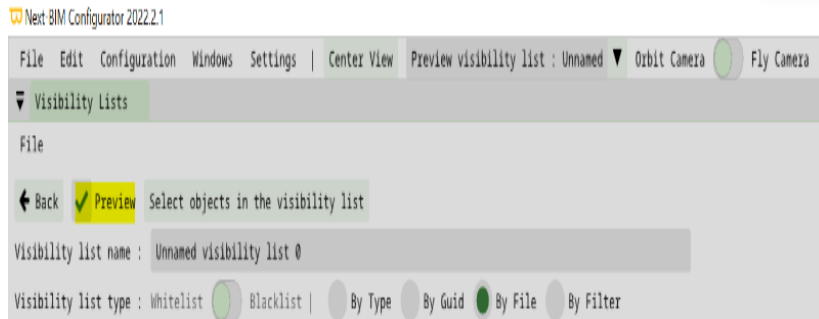 Next-BIM Configurator 2022.2.1
File Edit Configuration Windows Settings | Center View Preview visibility list : Unnamed Orbit Camera Fly Camera
Visibility Lists
File
Back Preview Select objects in the visibility list
Visibility list name : Unnamed visibility list 0
Visibility list type : Whitelist Blacklist | By Type By Guid By File By Filter